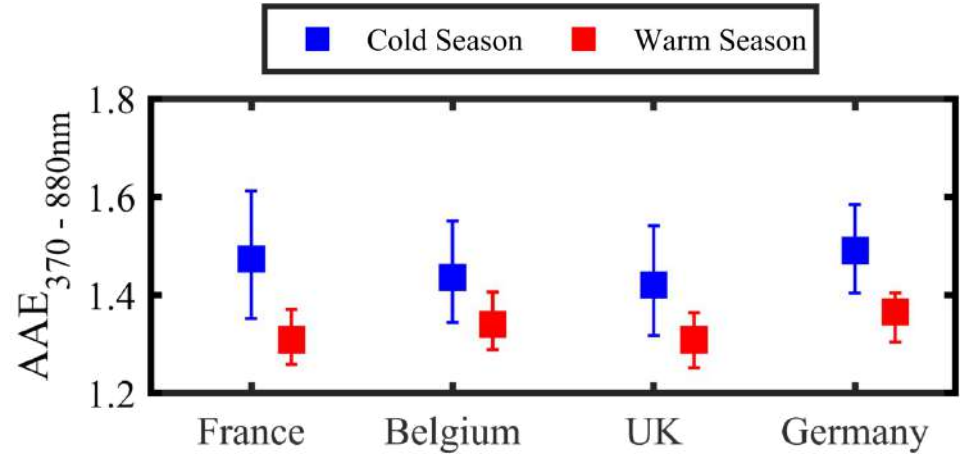 Cold Season Warm Season
AAE370 - 880nm
1.8
1.6
1.4
1.2
France Belgium UK Germany